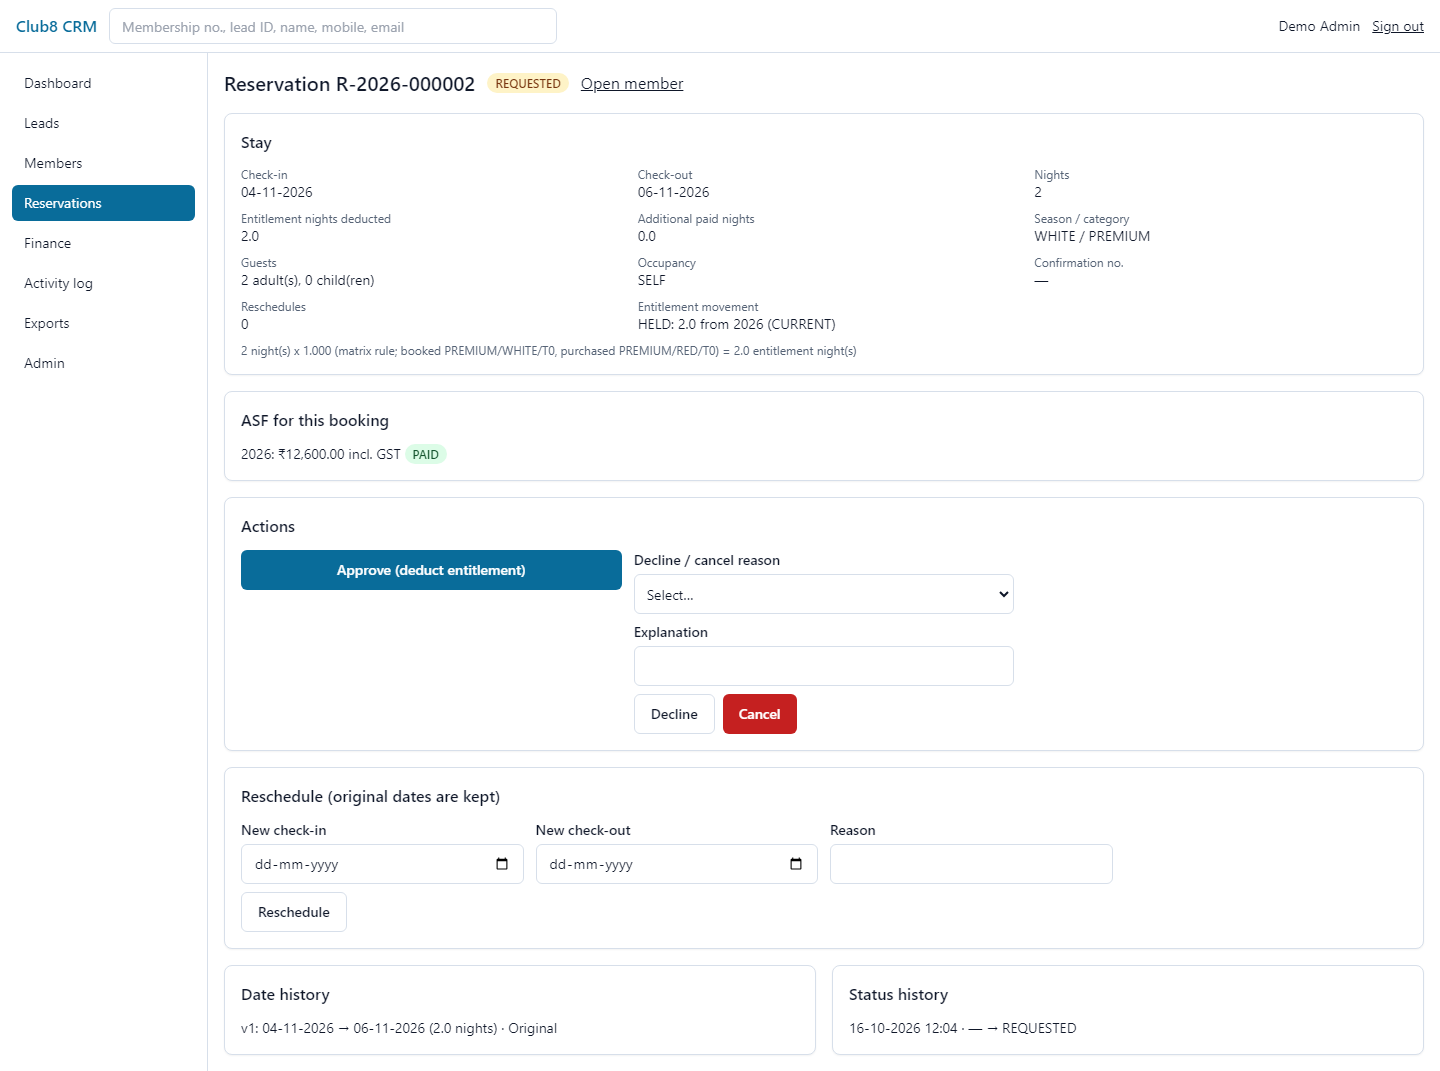 Club8 CRM
Membership no., lead ID, name, mobile, email
Demo Admin
Sign out
Dashboard
Leads
Members
Reservations
Finance
Activity log
Exports
Admin
Reservation R-2026-000002
REQUESTED
Open member
Stay
Check-in
04-11-2026
Check-out
06-11-2026
Nights
2
Entitlement nights deducted
2.0
Additional paid nights
0.0
Season / category
WHITE / PREMIUM
Guests
2 adult(s), 0 child(ren)
Occupancy
SELF
Confirmation no.
—
Reschedules
0
Entitlement movement
HELD: 2.0 from 2026 (CURRENT)
2 night(s) x 1.000 (matrix rule; booked PREMIUM/WHITE/T0, purchased PREMIUM/RED/T0) = 2.0 entitlement night(s)
ASF for this booking
2026: ₹12,600.00 incl. GST PAID
Actions
Approve (deduct entitlement)
Decline / cancel reason
Select...
Explanation
Decline
Cancel
Reschedule (original dates are kept)
New check-in
dd-mm-yyyy
New check-out
dd-mm-yyyy
Reason
Reschedule
Date history
v1: 04-11-2026 → 06-11-2026 (2.0 nights) · Original
Status history
16-10-2026 12:04 · — → REQUESTED